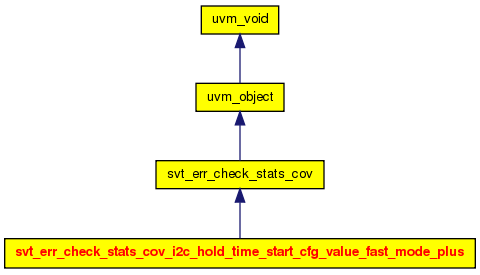 uvm_void
uvm_object
svt_err_check_stats_cov
svt_err_check_stats_cov_i2c_hold_time_start_cfg_value_fast_mode_plus